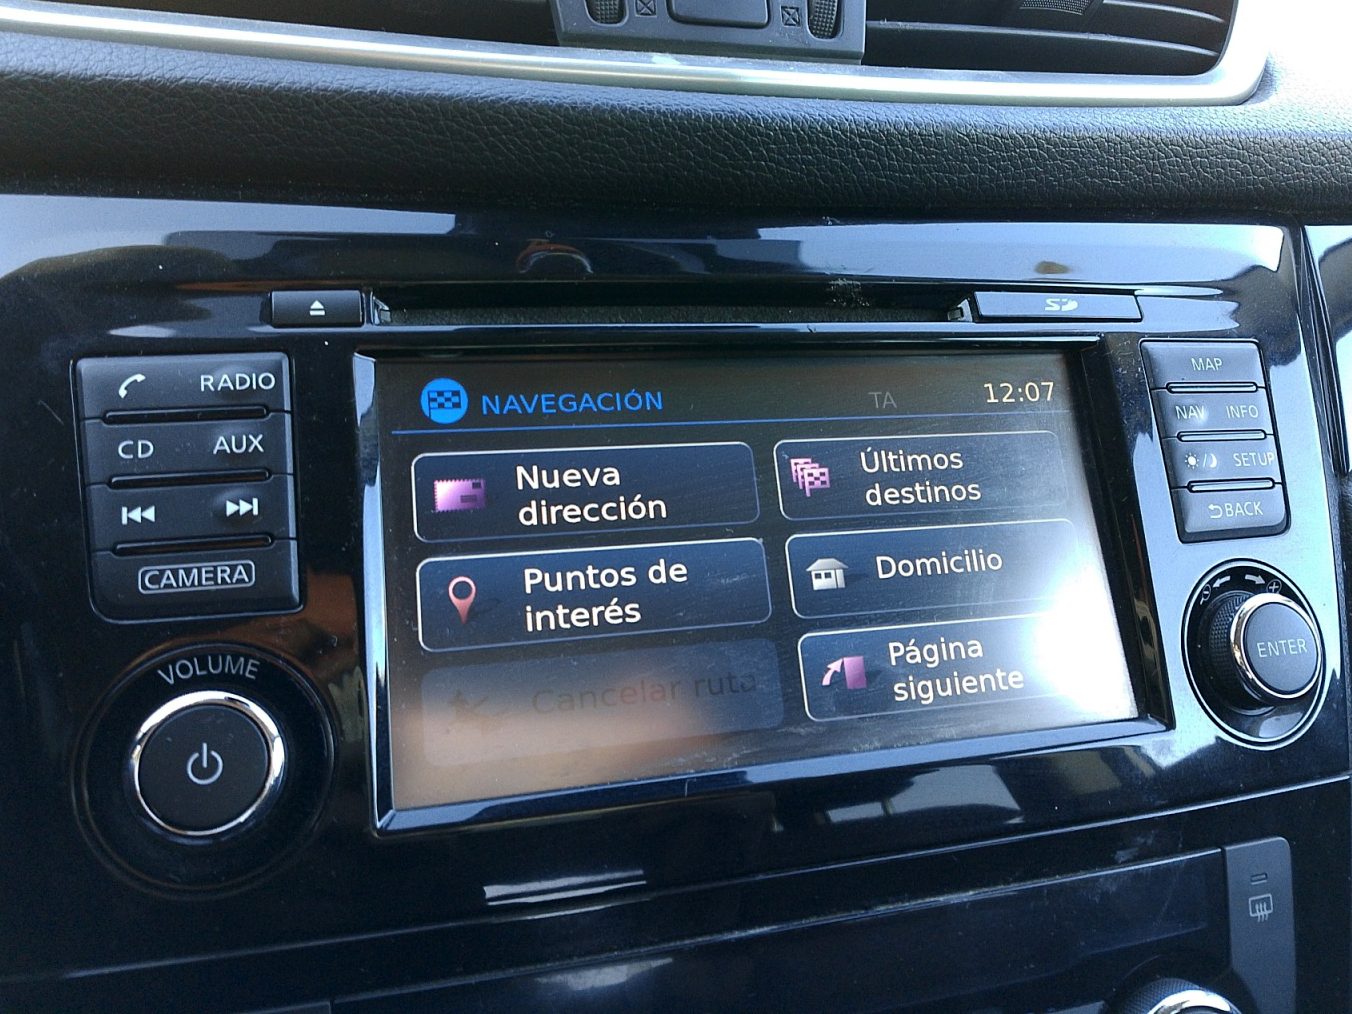 SD
RADIO
CD AUX
CAMERA
VOLUME
NAVEGACIÓN TA 12:07
Nueva
dirección
Últimos
destinos
Puntos de
interés
Domicilio
Cancelar ruta
Página
siguiente
MAP
NAV INFO
/ SETUP
BACK
ENTER